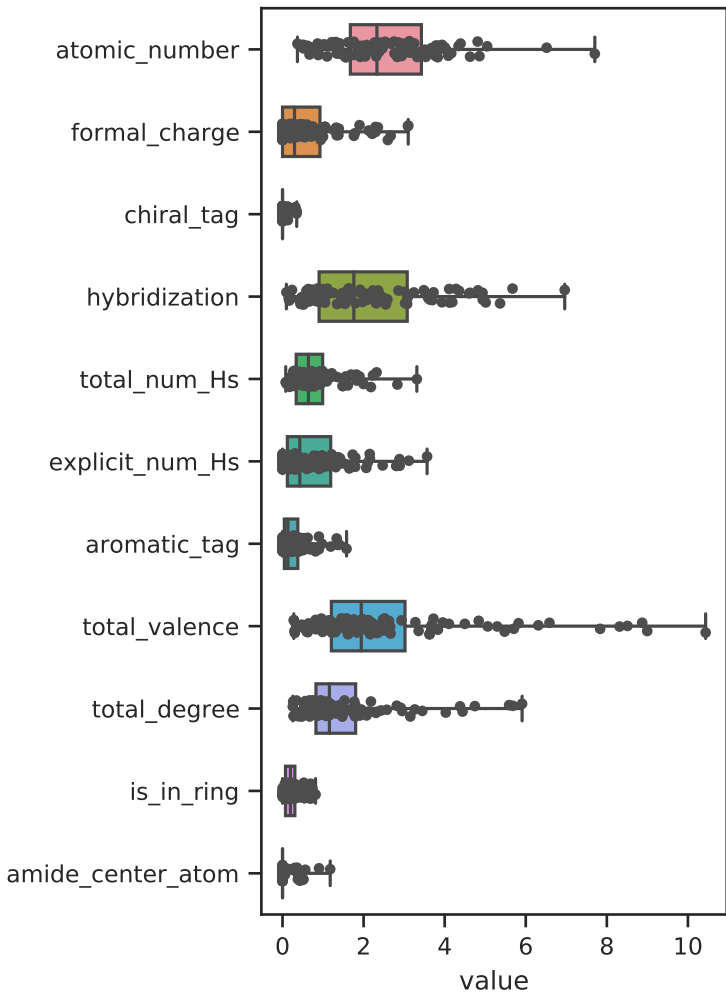 atomic_number
formal_charge
chiral_tag
hybridization
total_num_Hs
explicit_num_Hs
aromatic_tag
total_valence
total_degree
is_in_ring
amide_center_atom
0 2 4 6 8 10
value